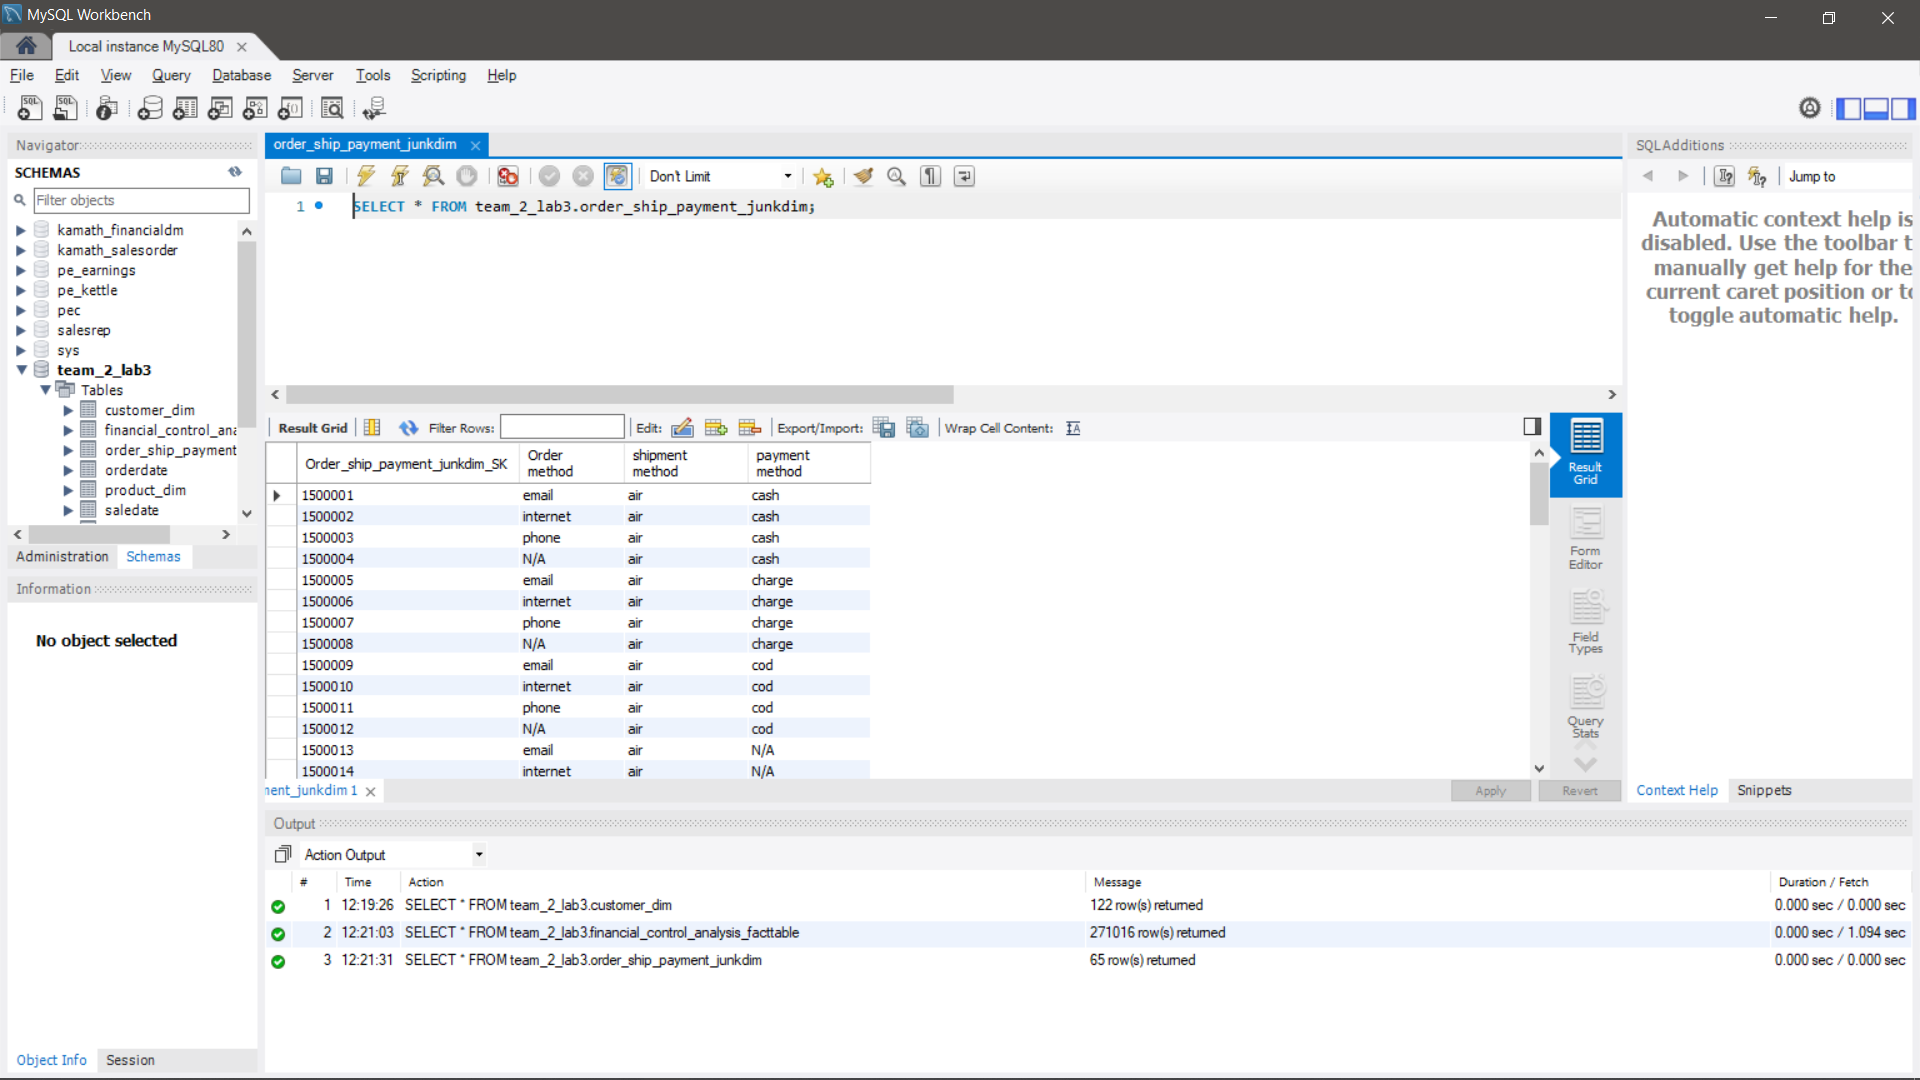 MySQL Workbench
Local instance MySQL80
File Edit View Query Database Server Tools Scripting Help
Navigator
SCHEMAS
Filter objects
kamath_financialdm
kamath_salesorder
pe_earnings
pe_kettle
pec
salesrep
sys
team_2_lab3
Tables
customer_dim
financial_control_ana
order_ship_payment
orderdate
product_dim
saledate
Administration Schemas
Information
No object selected
Object Info Session
order_ship_payment_junkdim
Don't Limit
1 SELECT * FROM team_2_lab3.order_ship_payment_junkdim;
Result Grid Filter Rows: Edit: Export/Import: Wrap Cell Content:
Order_ship_payment_junkdim_SK Order method shipment method payment method
1500001 email air cash
1500002 internet air cash
1500003 phone air cash
1500004 N/A air cash
1500005 email air charge
1500006 internet air charge
1500007 phone air charge
1500008 N/A air charge
1500009 email air cod
1500010 internet air cod
1500011 phone air cod
1500012 N/A air cod
1500013 email air N/A
1500014 internet air N/A
Result Grid
Form Editor
Field Types
Query Stats
nent_junkdim 1 Apply Revert
SQLAdditions
Jump to
Automatic context help is
disabled. Use the toolbar t
manually get help for the
current caret position or to
toggle automatic help.
Context Help Snippets
Output
Action Output
# Time Action Message Duration / Fetch
1 12:19:26 SELECT * FROM team_2_lab3.customer_dim 122 row(s) returned 0.000 sec / 0.000 sec
2 12:21:03 SELECT * FROM team_2_lab3.financial_control_analysis_facttable 271016 row(s) returned 0.000 sec / 1.094 sec
3 12:21:31 SELECT * FROM team_2_lab3.order_ship_payment_junkdim 65 row(s) returned 0.000 sec / 0.000 sec